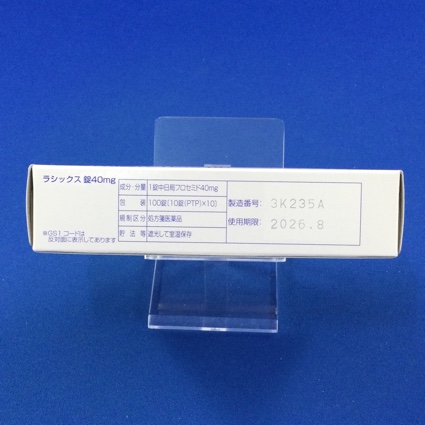 ラシックス 錠40mg
成分・分量 1錠中日局フロセミド40mg
包 装 100錠[10錠(PTP)×10]
規制区分 処方箋医薬品
貯 法 等 遮光して室温保存
製造番号: 3K235A
使用期限: 2026.8
※GS1コードは
反対面に表示してあります